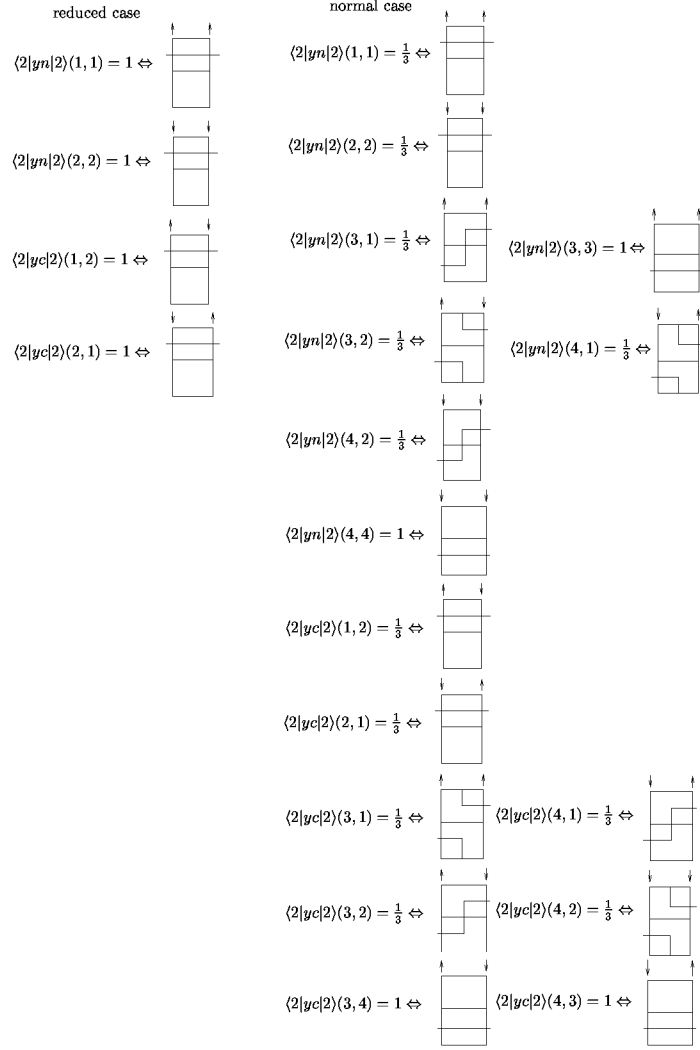 reduced case
normal case
⟨2|yn|2⟩(1, 1) = 1 ⇔
⟨2|yn|2⟩(1, 1) = 1/3 ⇔
⟨2|yn|2⟩(2, 2) = 1 ⇔
⟨2|yn|2⟩(2, 2) = 1/3 ⇔
⟨2|yc|2⟩(1, 2) = 1 ⇔
⟨2|yn|2⟩(3, 1) = 1/3 ⇔
⟨2|yn|2⟩(3, 3) = 1 ⇔
⟨2|yc|2⟩(2, 1) = 1 ⇔
⟨2|yn|2⟩(3, 2) = 1/3 ⇔
⟨2|yn|2⟩(4, 1) = 1/3 ⇔
⟨2|yn|2⟩(4, 2) = 1/3 ⇔
⟨2|yn|2⟩(4, 4) = 1 ⇔
⟨2|yc|2⟩(1, 2) = 1/3 ⇔
⟨2|yc|2⟩(2, 1) = 1/3 ⇔
⟨2|yc|2⟩(3, 1) = 1/3 ⇔
⟨2|yc|2⟩(4, 1) = 1/3 ⇔
⟨2|yc|2⟩(3, 2) = 1/3 ⇔
⟨2|yc|2⟩(4, 2) = 1/3 ⇔
⟨2|yc|2⟩(3, 4) = 1 ⇔
⟨2|yc|2⟩(4, 3) = 1 ⇔